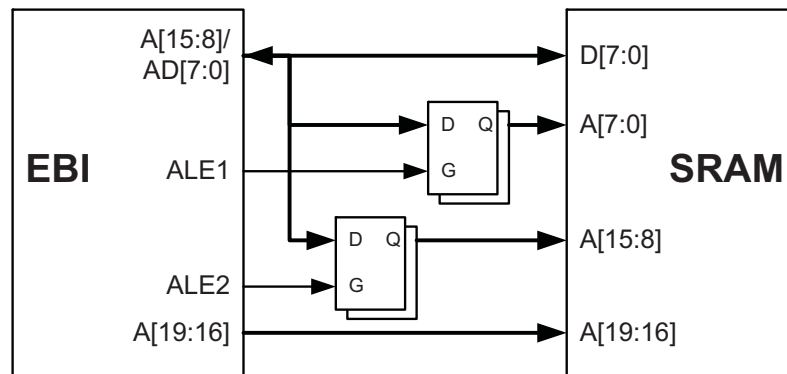 A[15:8]/
AD[7:0]
D[7:0]
D Q
A[7:0]
EBI
ALE1
G
SRAM
D Q
A[15:8]
ALE2
G
A[19:16]
A[19:16]